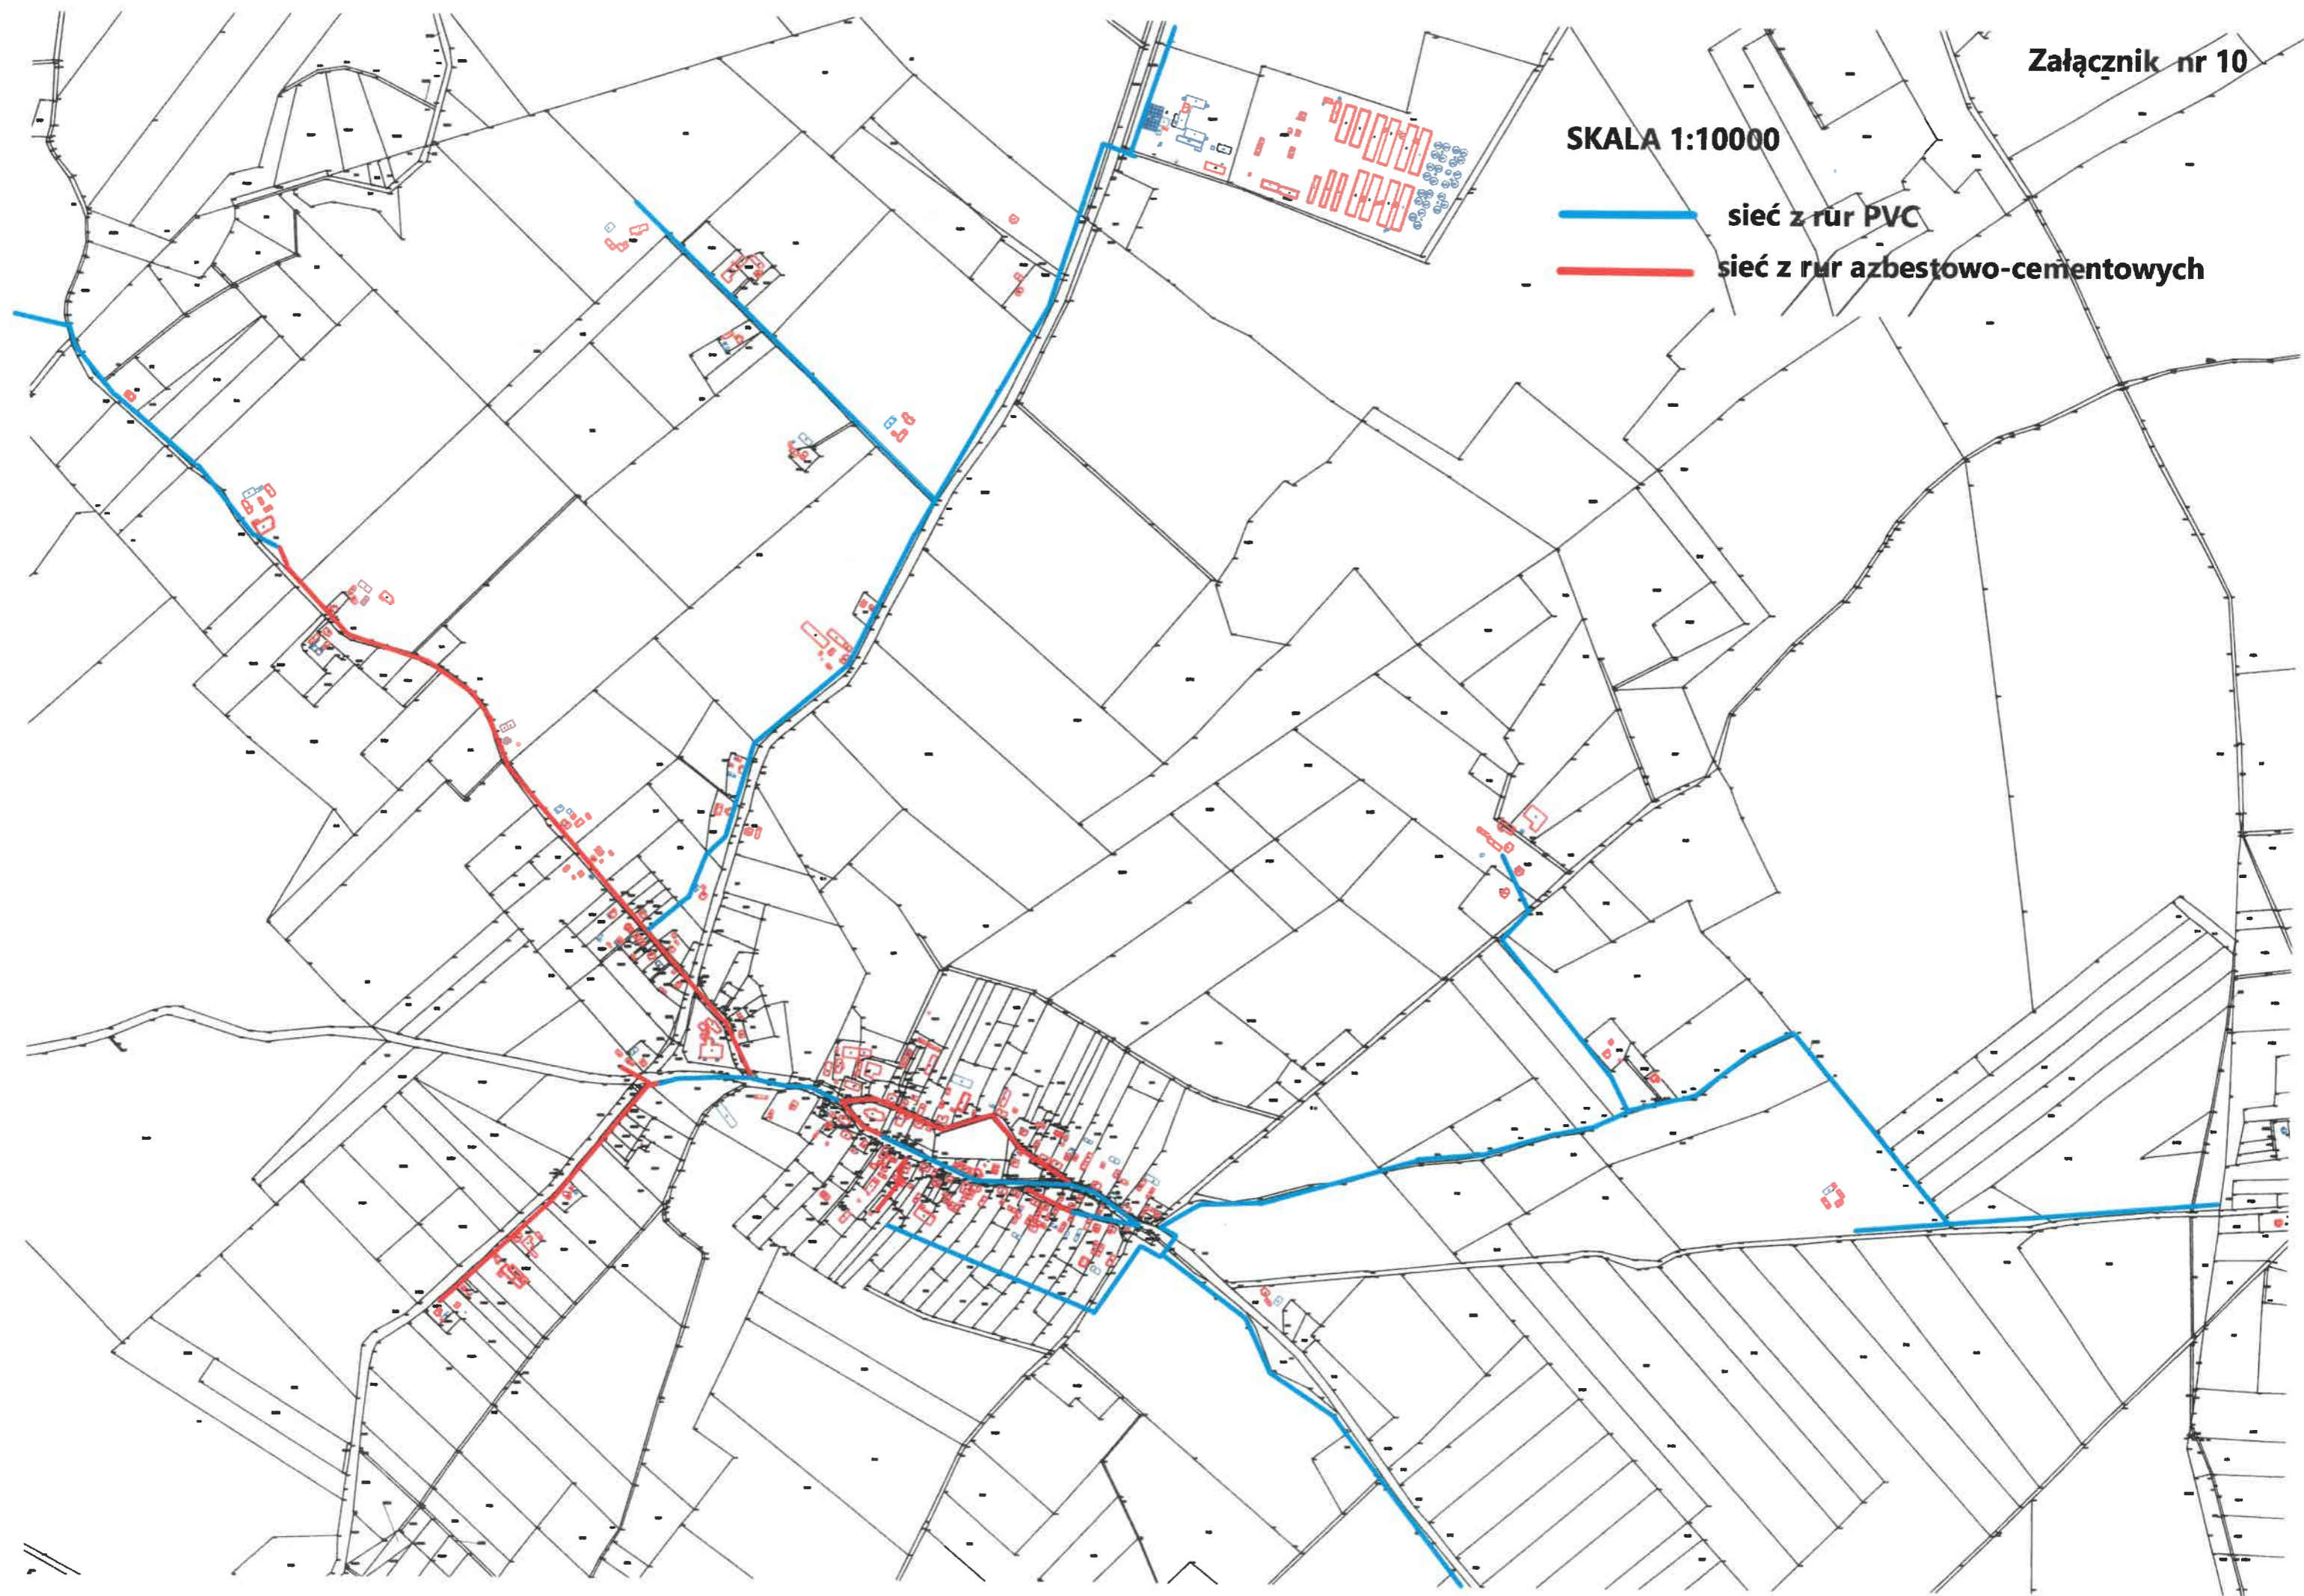 Załącznik nr 10
SKALA 1:10000
sieć z rur PVC
sieć z rur azbestowo-cementowych